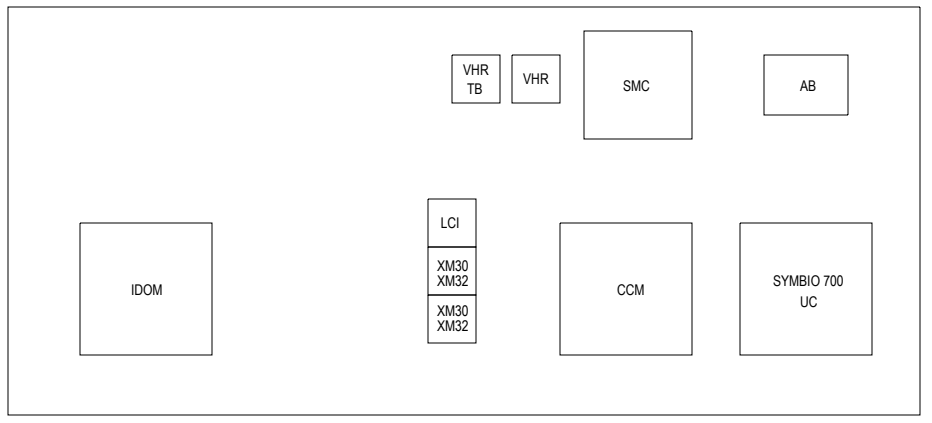 VHR
TB
VHR
SMC
AB
LCI
IDOM
XM30
XM32
XM30
XM32
CCM
SYMBIO 700
UC